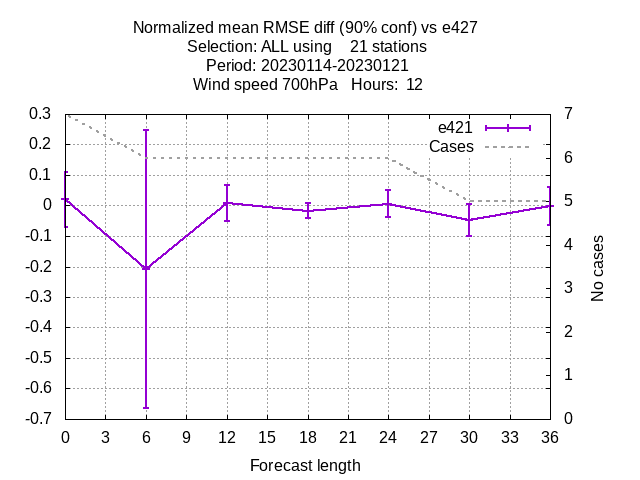 Normalized mean RMSE diff (90% conf) vs e427
Selection: ALL using    21 stations
Period: 20230114-20230121
Wind speed 700hPa   Hours:  12
e421
Cases
0.3
0.2
0.1
0
-0.1
-0.2
-0.3
-0.4
-0.5
-0.6
-0.7
7
6
5
4
3
2
1
0
No cases
0 3 6 9 12 15 18 21 24 27 30 33 36
Forecast length